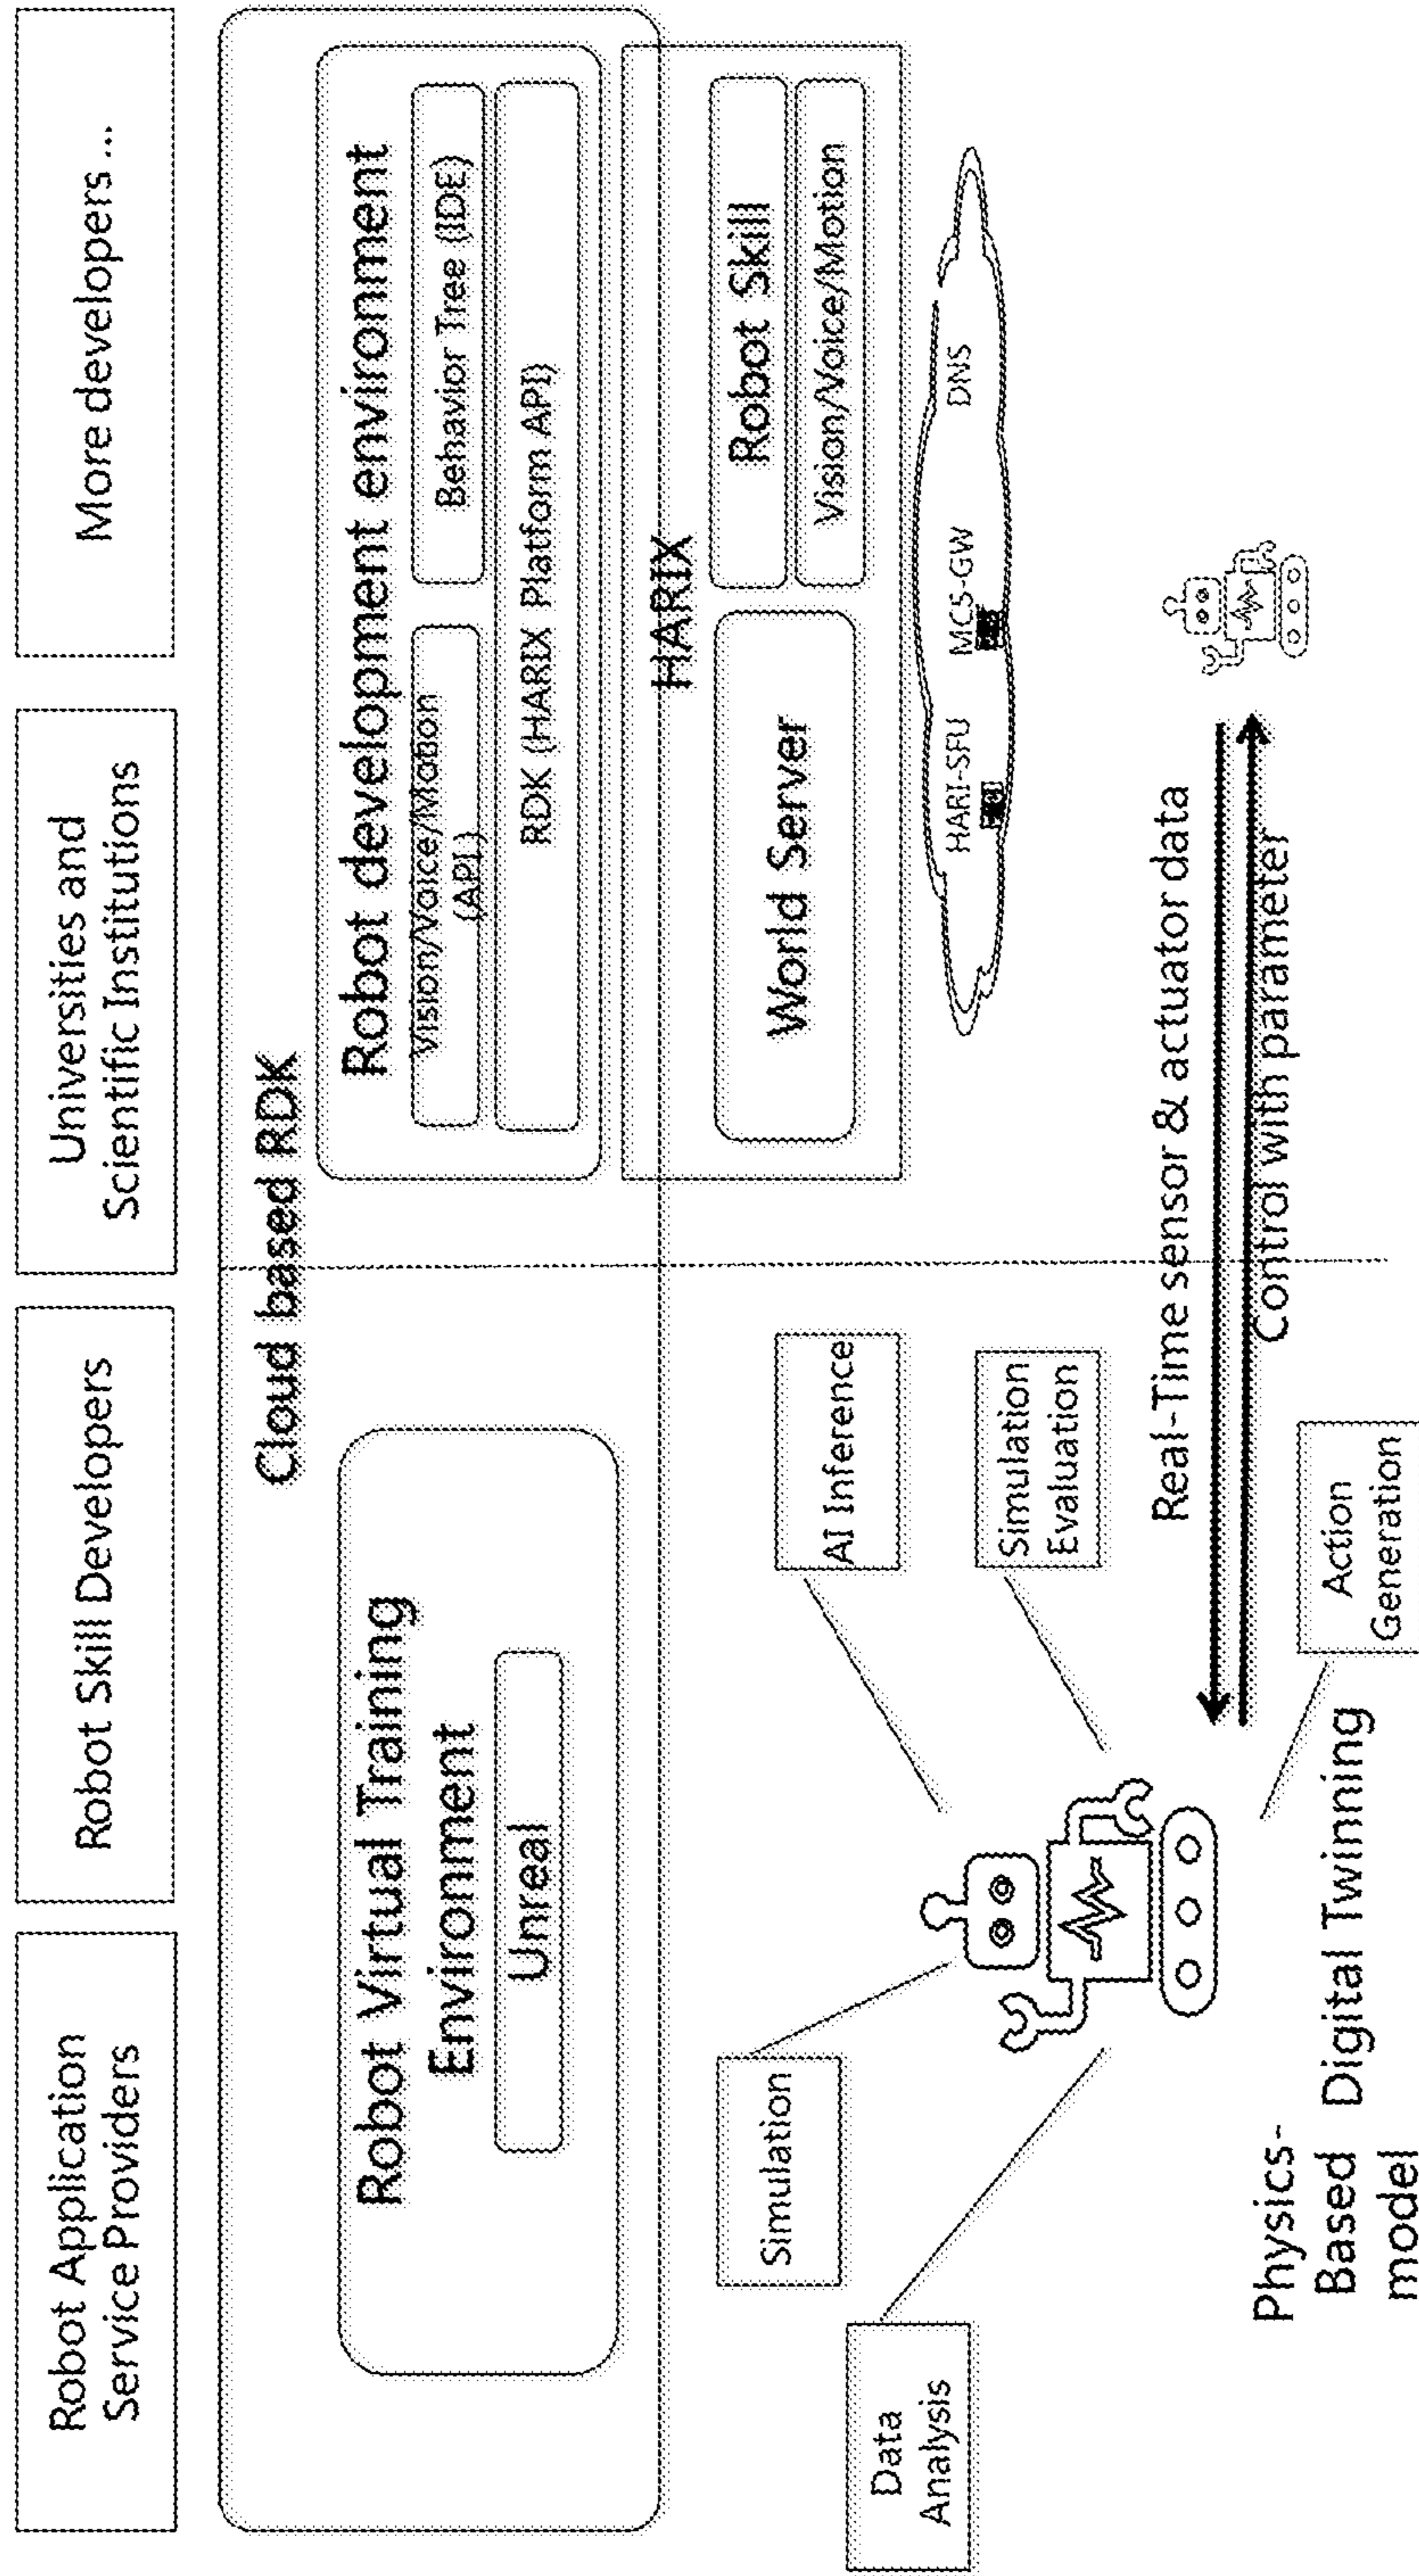 Robot Application
Service Providers
Robot Skill Developers
Universities and
Scientific Institutions
More developers ...
Cloud based RDK
Robot Virtual Training
Environment
Unreal
Robot development environment
Vision/Voice/Motion
(API)
Behavior Tree (IDE)
RDK (HARIX Platform API)
HARIX
World Server
Robot Skill
Vision/Voice/Motion
HARI-SFU
MCS-GW
DNS
Simulation
Data
Analysis
AI Inference
Simulation
Evaluation
Action
Generation
Real-Time sensor & actuator data
Control with parameter
Physics-
Based
model
Digital Twinning